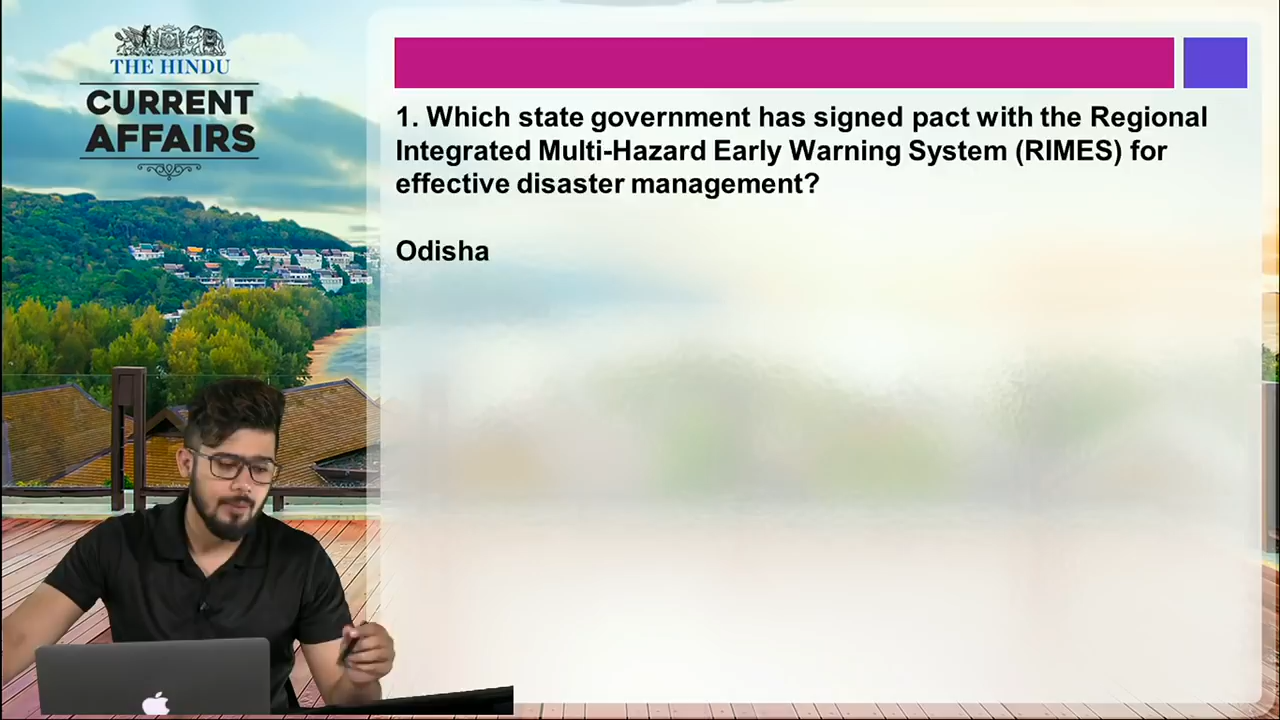 THE HINDU
CURRENT
AFFAIRS
1. Which state government has signed pact with the Regional
Integrated Multi-Hazard Early Warning System (RIMES) for
effective disaster management?
Odisha